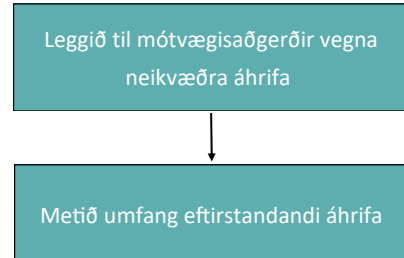 Leggið til mótvægisaðgerðir vegna
neikvæðra áhrifa
Metið umfang eftirstandandi áhrifa